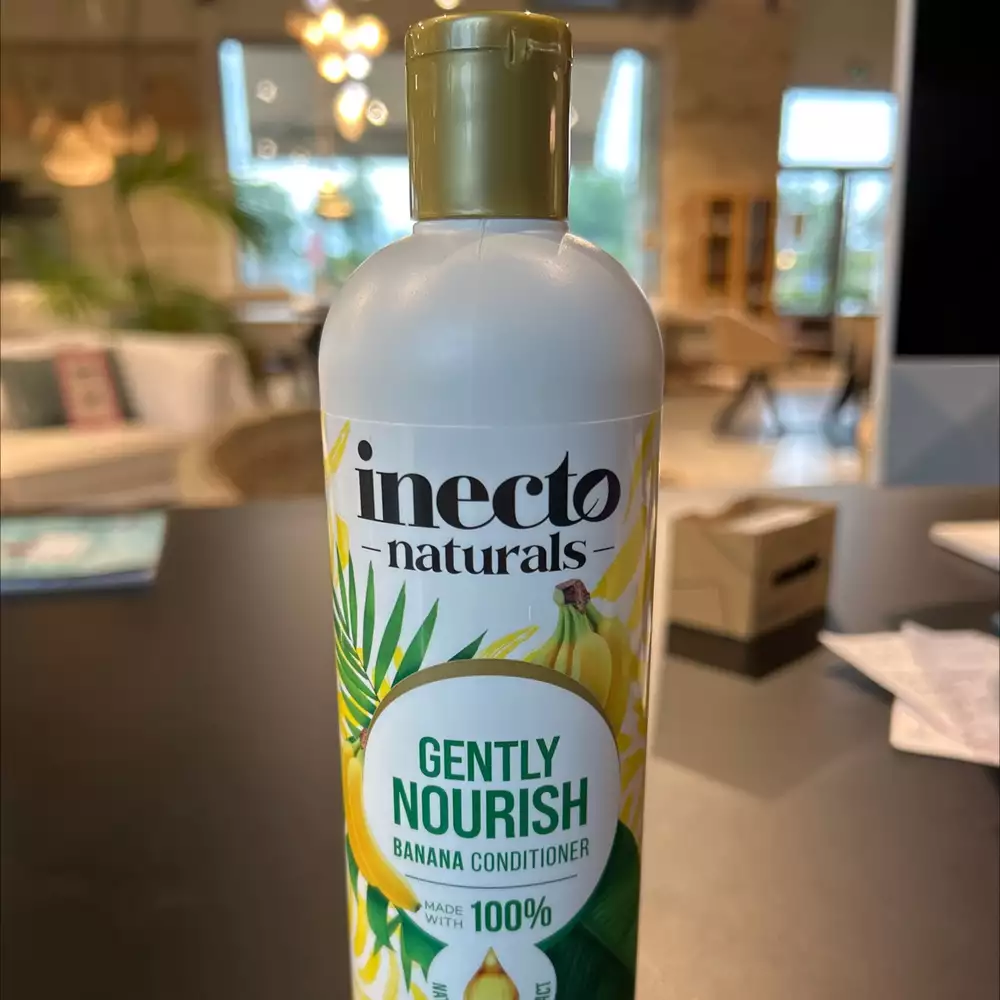 inecto
naturals
GENTLY
NOURISH
BANANA CONDITIONER
MADE
WITH 100%